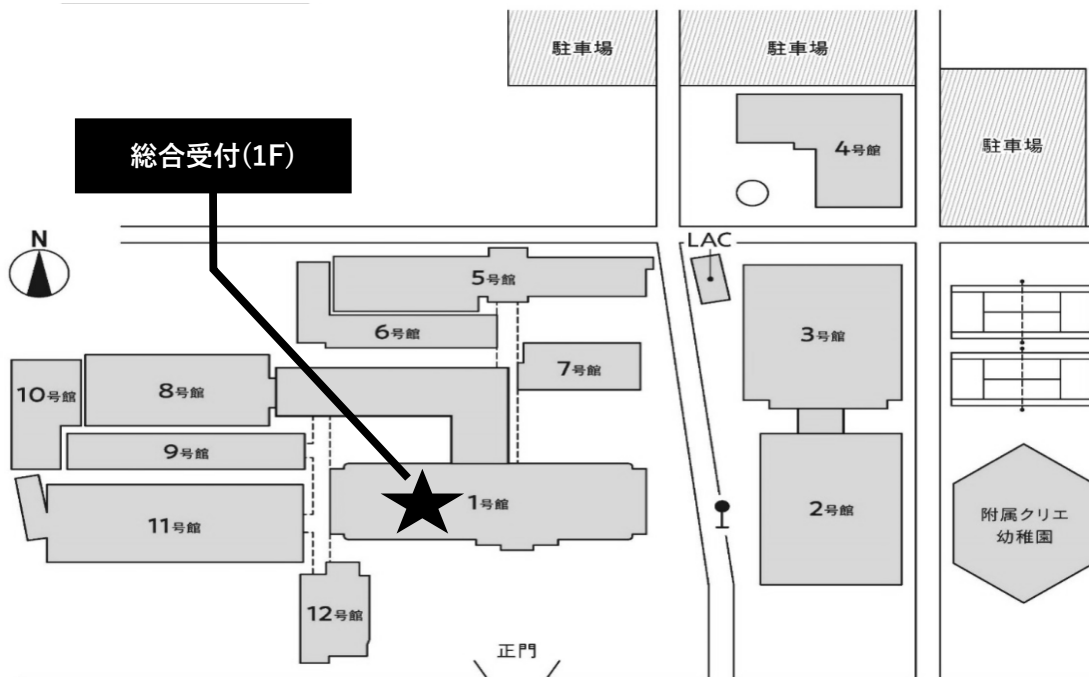 駐車場
駐車場
総合受付(1F)
4号館
駐車場
N
LAC
5号館
6号館
3号館
7号館
10号館
8号館
9号館
1号館
2号館
附属クリエ
幼稚園
11号館
12号館
正門